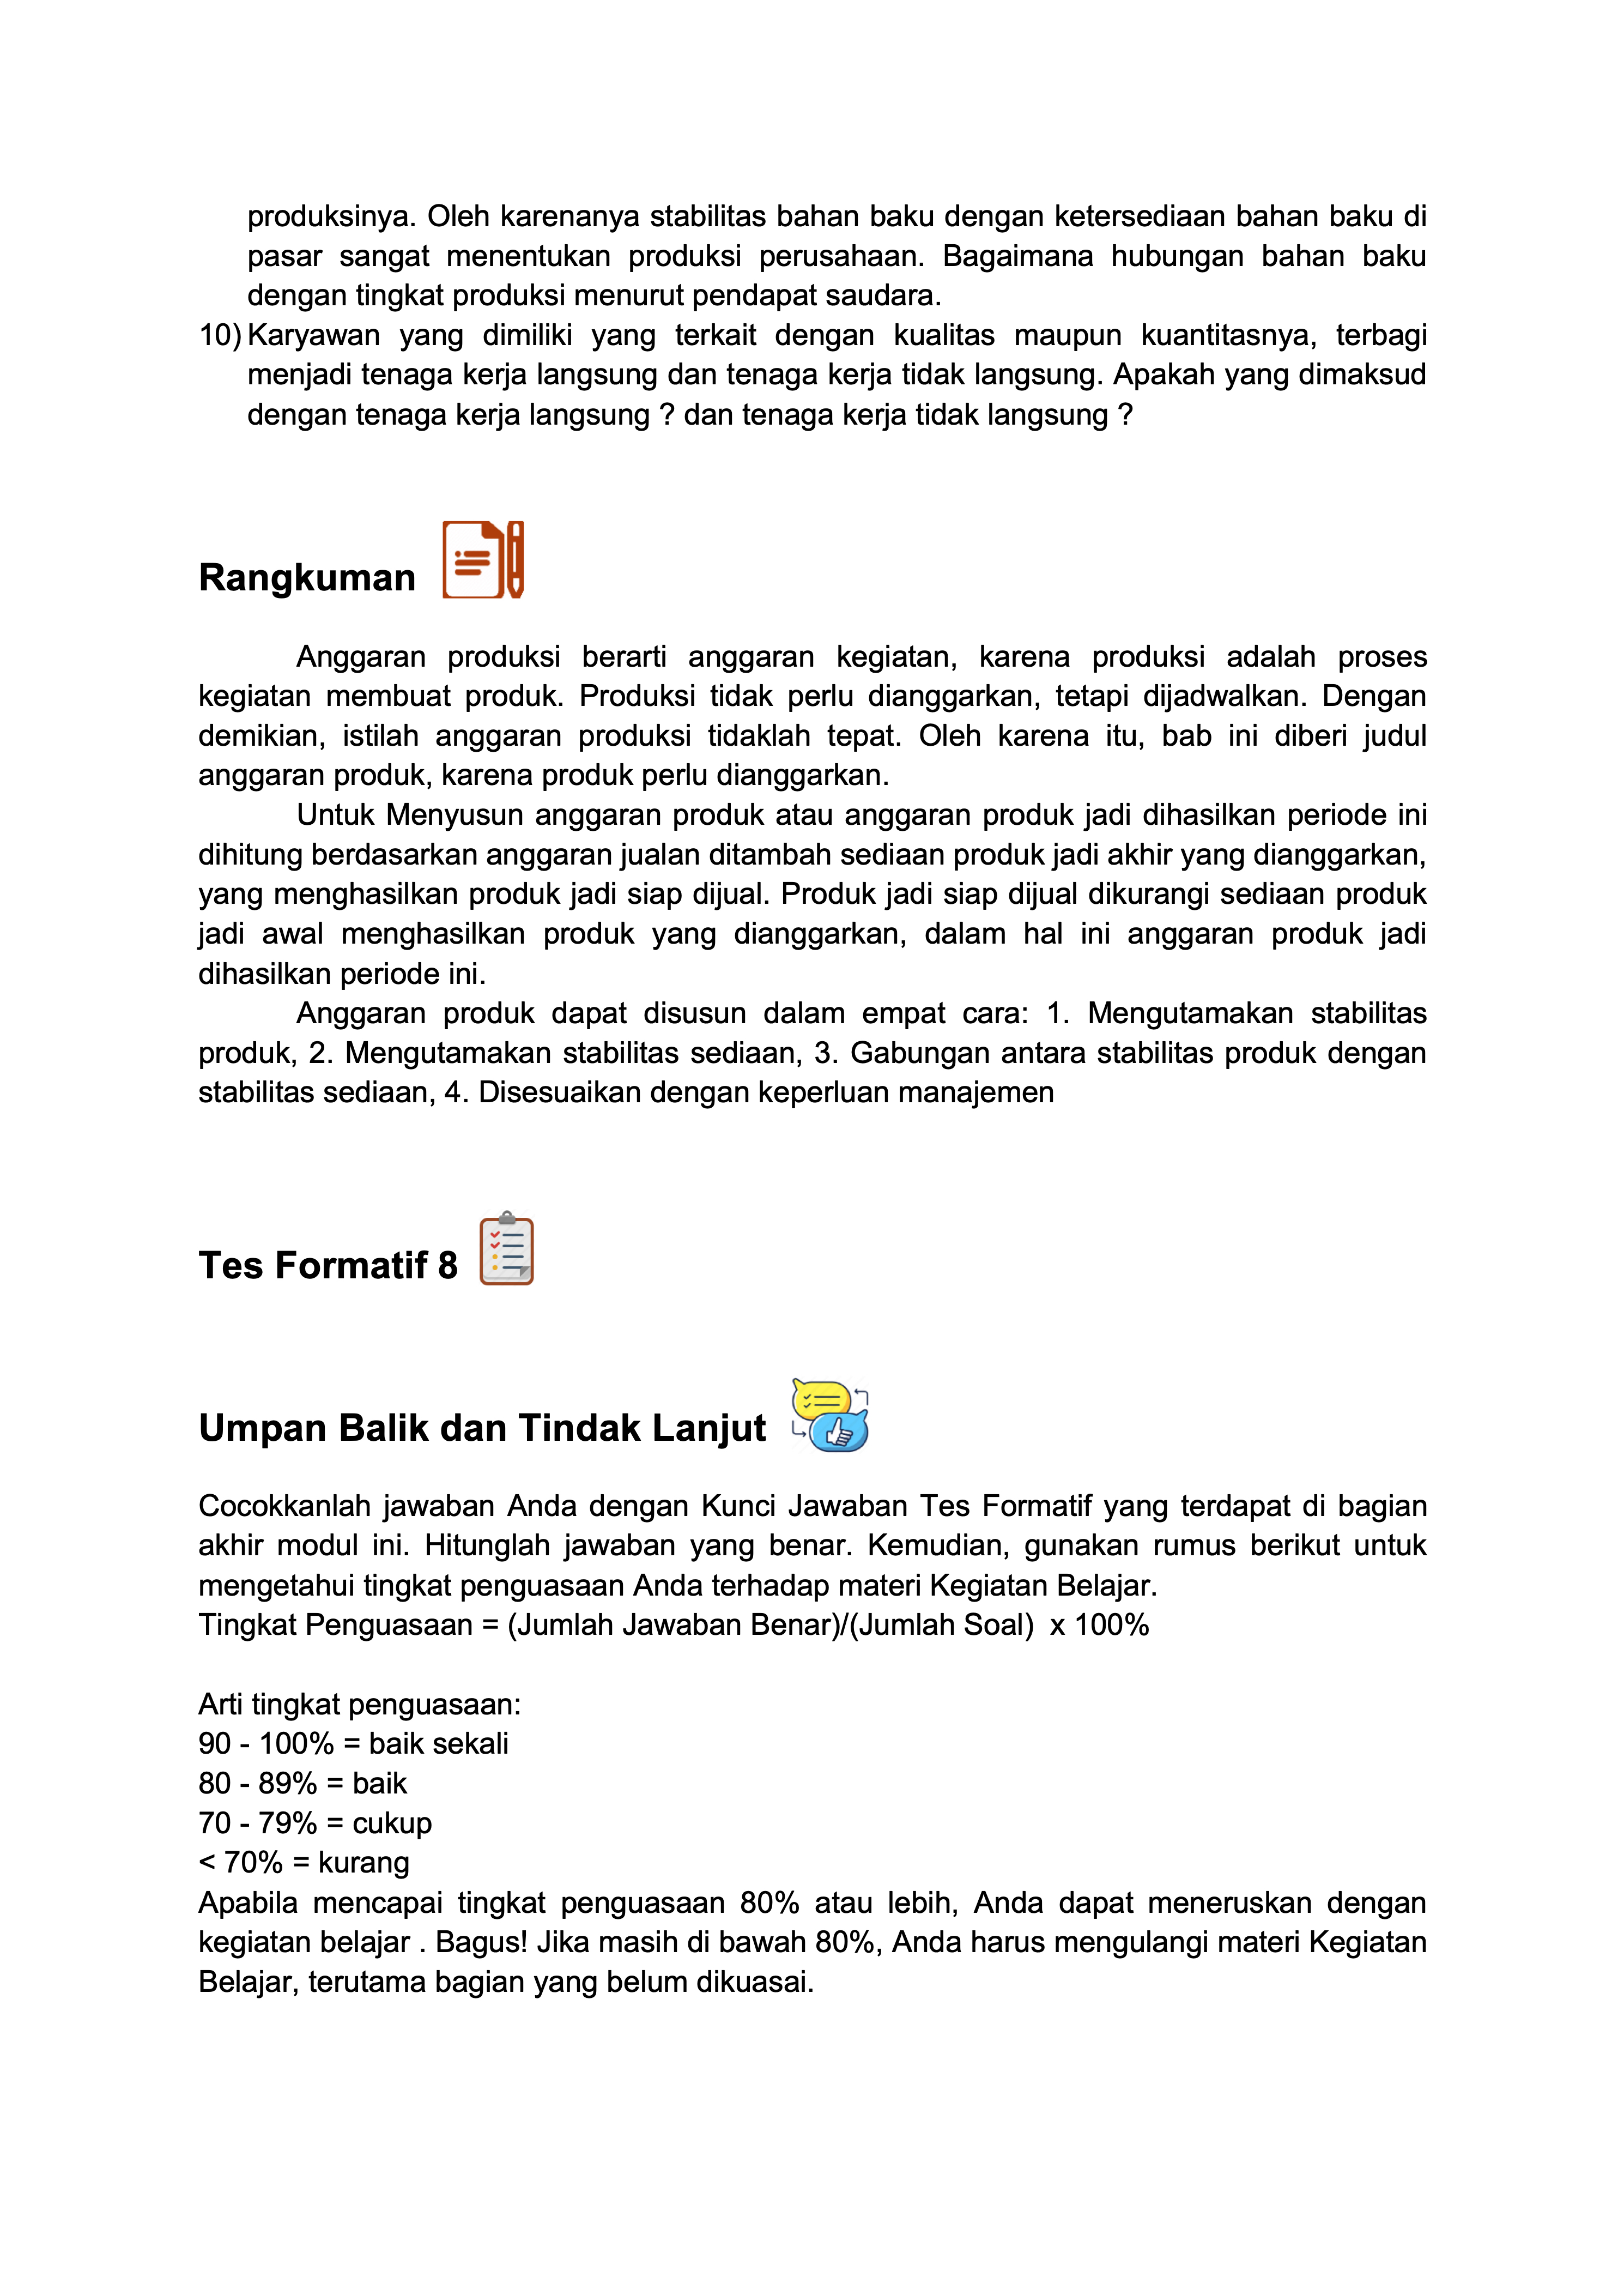 produksinya. Oleh karenanya stabilitas bahan baku dengan ketersediaan bahan baku di
pasar sangat menentukan produksi perusahaan. Bagaimana hubungan bahan baku
dengan tingkat produksi menurut pendapat saudara.
10) Karyawan yang dimiliki yang terkait dengan kualitas maupun kuantitasnya, terbagi
menjadi tenaga kerja langsung dan tenaga kerja tidak langsung. Apakah yang dimaksud
dengan tenaga kerja langsung ? dan tenaga kerja tidak langsung ?
Rangkuman
Anggaran produksi berarti anggaran kegiatan, karena produksi adalah proses
kegiatan membuat produk. Produksi tidak perlu dianggarkan, tetapi dijadwalkan. Dengan
demikian, istilah anggaran produksi tidaklah tepat. Oleh karena itu, bab ini diberi judul
anggaran produk, karena produk perlu dianggarkan.
Untuk Menyusun anggaran produk atau anggaran produk jadi dihasilkan periode ini
dihitung berdasarkan anggaran jualan ditambah sediaan produk jadi akhir yang dianggarkan,
yang menghasilkan produk jadi siap dijual. Produk jadi siap dijual dikurangi sediaan produk
jadi awal menghasilkan produk yang dianggarkan, dalam hal ini anggaran produk jadi
dihasilkan periode ini.
Anggaran produk dapat disusun dalam empat cara: 1. Mengutamakan stabilitas
produk, 2. Mengutamakan stabilitas sediaan, 3. Gabungan antara stabilitas produk dengan
stabilitas sediaan, 4. Disesuaikan dengan keperluan manajemen
Tes Formatif 8
Umpan Balik dan Tindak Lanjut
Cocokkanlah jawaban Anda dengan Kunci Jawaban Tes Formatif yang terdapat di bagian
akhir modul ini. Hitunglah jawaban yang benar. Kemudian, gunakan rumus berikut untuk
mengetahui tingkat penguasaan Anda terhadap materi Kegiatan Belajar.
Tingkat Penguasaan = (Jumlah Jawaban Benar)/(Jumlah Soal)  x 100%
Arti tingkat penguasaan:
90 - 100% = baik sekali
80 - 89% = baik
70 - 79% = cukup
< 70% = kurang
Apabila mencapai tingkat penguasaan 80% atau lebih, Anda dapat meneruskan dengan
kegiatan belajar . Bagus! Jika masih di bawah 80%, Anda harus mengulangi materi Kegiatan
Belajar, terutama bagian yang belum dikuasai.